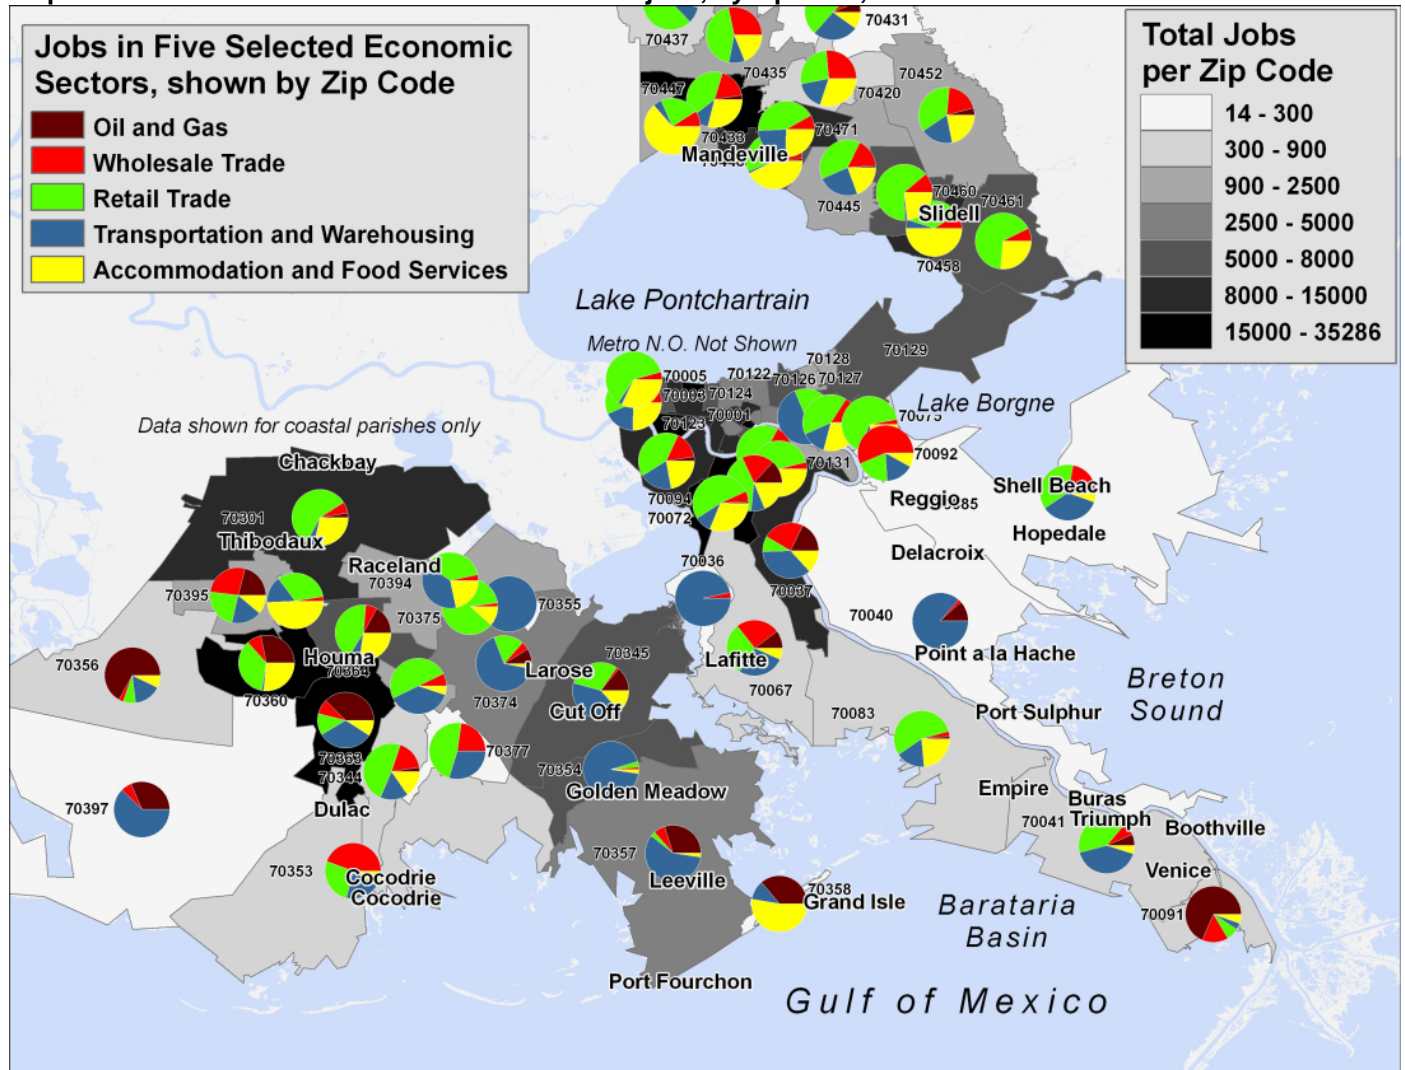 Jobs in Five Selected Economic
Sectors, shown by Zip Code
Oil and Gas
Wholesale Trade
Retail Trade
Transportation and Warehousing
Accommodation and Food Services
Total Jobs
per Zip Code
14 - 300
300 - 900
900 - 2500
2500 - 5000
5000 - 8000
8000 - 15000
15000 - 35286
70431
70437
70435
70452
70447
70420
70433
70471
Mandeville
70445
70460
70461
Slidell
70458
Lake Pontchartrain
Metro N.O. Not Shown
70128
70129
70005
70122
70126
70127
70003
70124
70001
70123
Lake Borgne
70131
70092
70094
70072
Reggio
Shell Beach
Hopedale
Delacroix
Data shown for coastal parishes only
Chackbay
70301
Thibodaux
Raceland
70394
70395
70375
70355
70036
70037
70040
Point a la Hache
70356
Houma
70364
70360
Larose
70345
Lafitte
70067
Cut Off
70374
70083
Port Sulphur
Breton
Sound
70363
70344
Dulac
70377
70354
Golden Meadow
70397
Empire
Buras
70041
Triumph
Boothville
Venice
70353
Cocodrie
Cocodrie
70357
Leeville
70358
Grand Isle
70091
Barataria
Basin
Port Fourchon
Gulf of Mexico